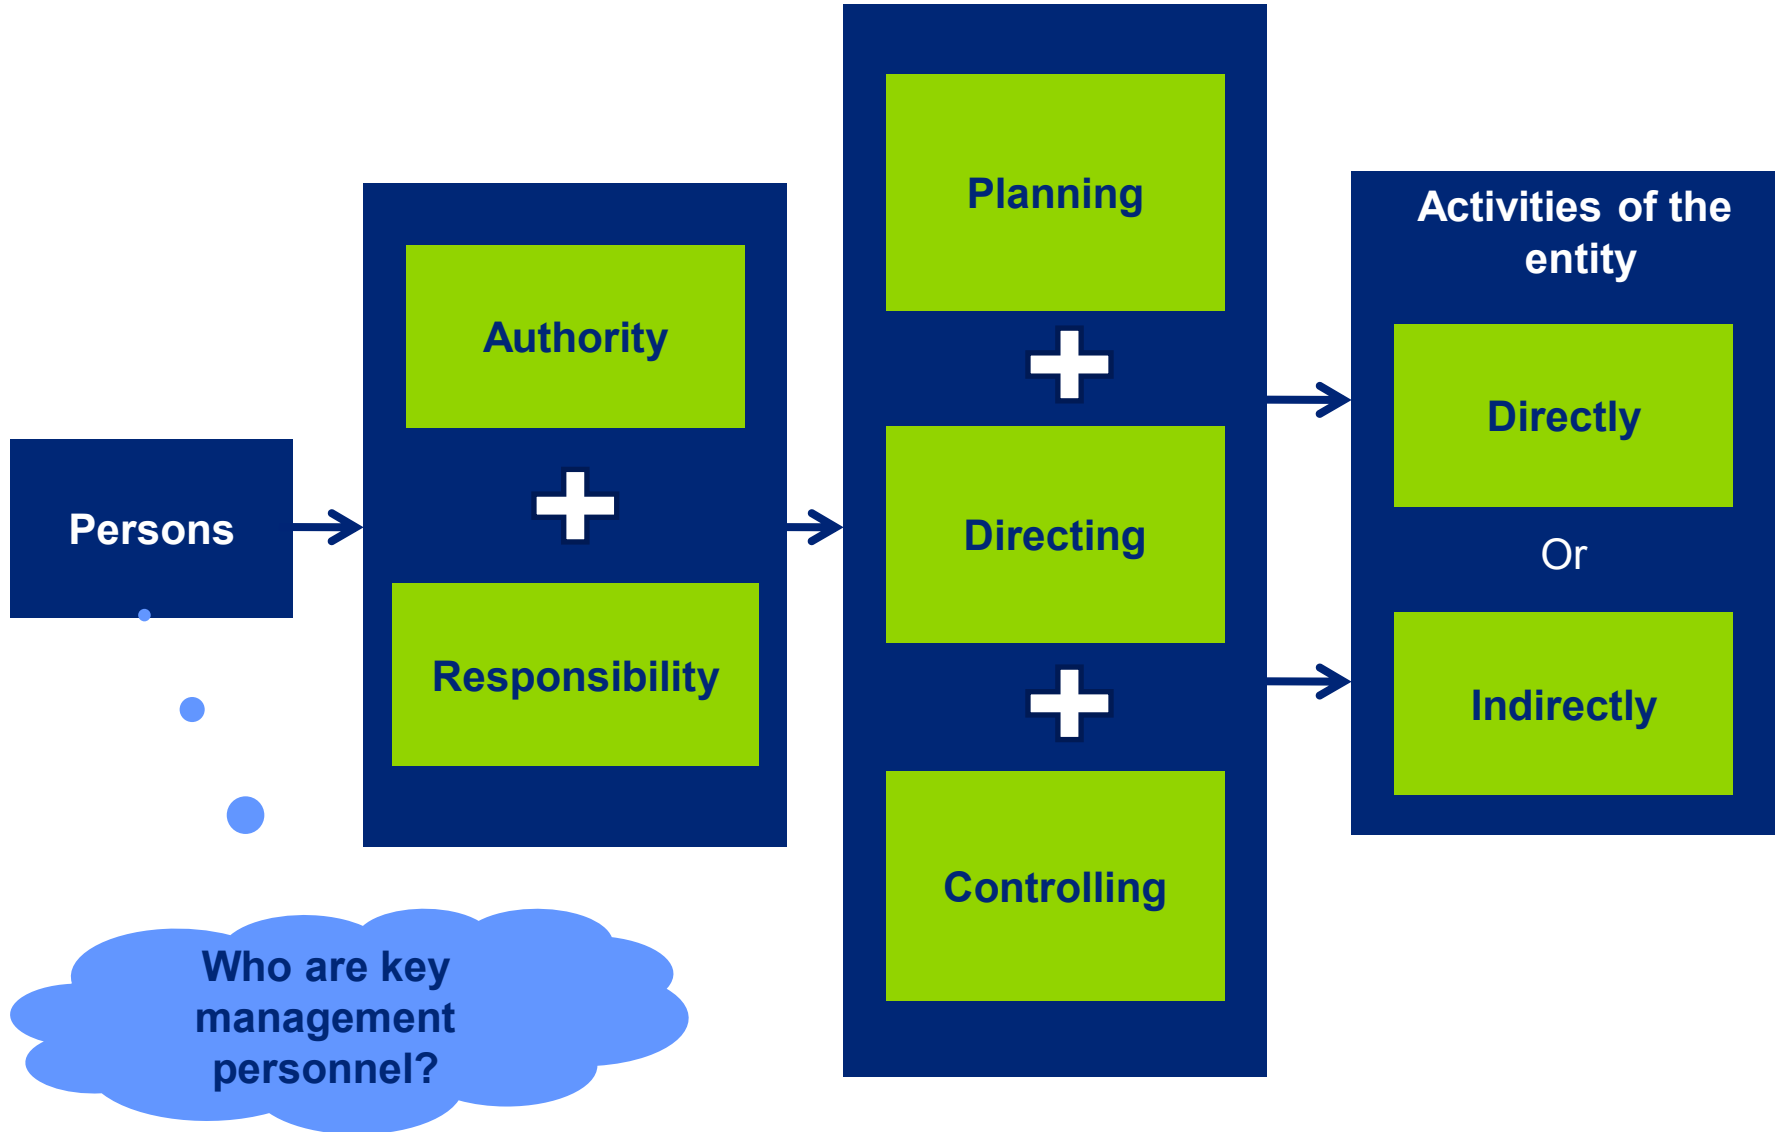 Persons
Authority
Responsibility
Planning
Directing
Controlling
Activities of the
entity
Directly
Or
Indirectly
Who are key
management
personnel?